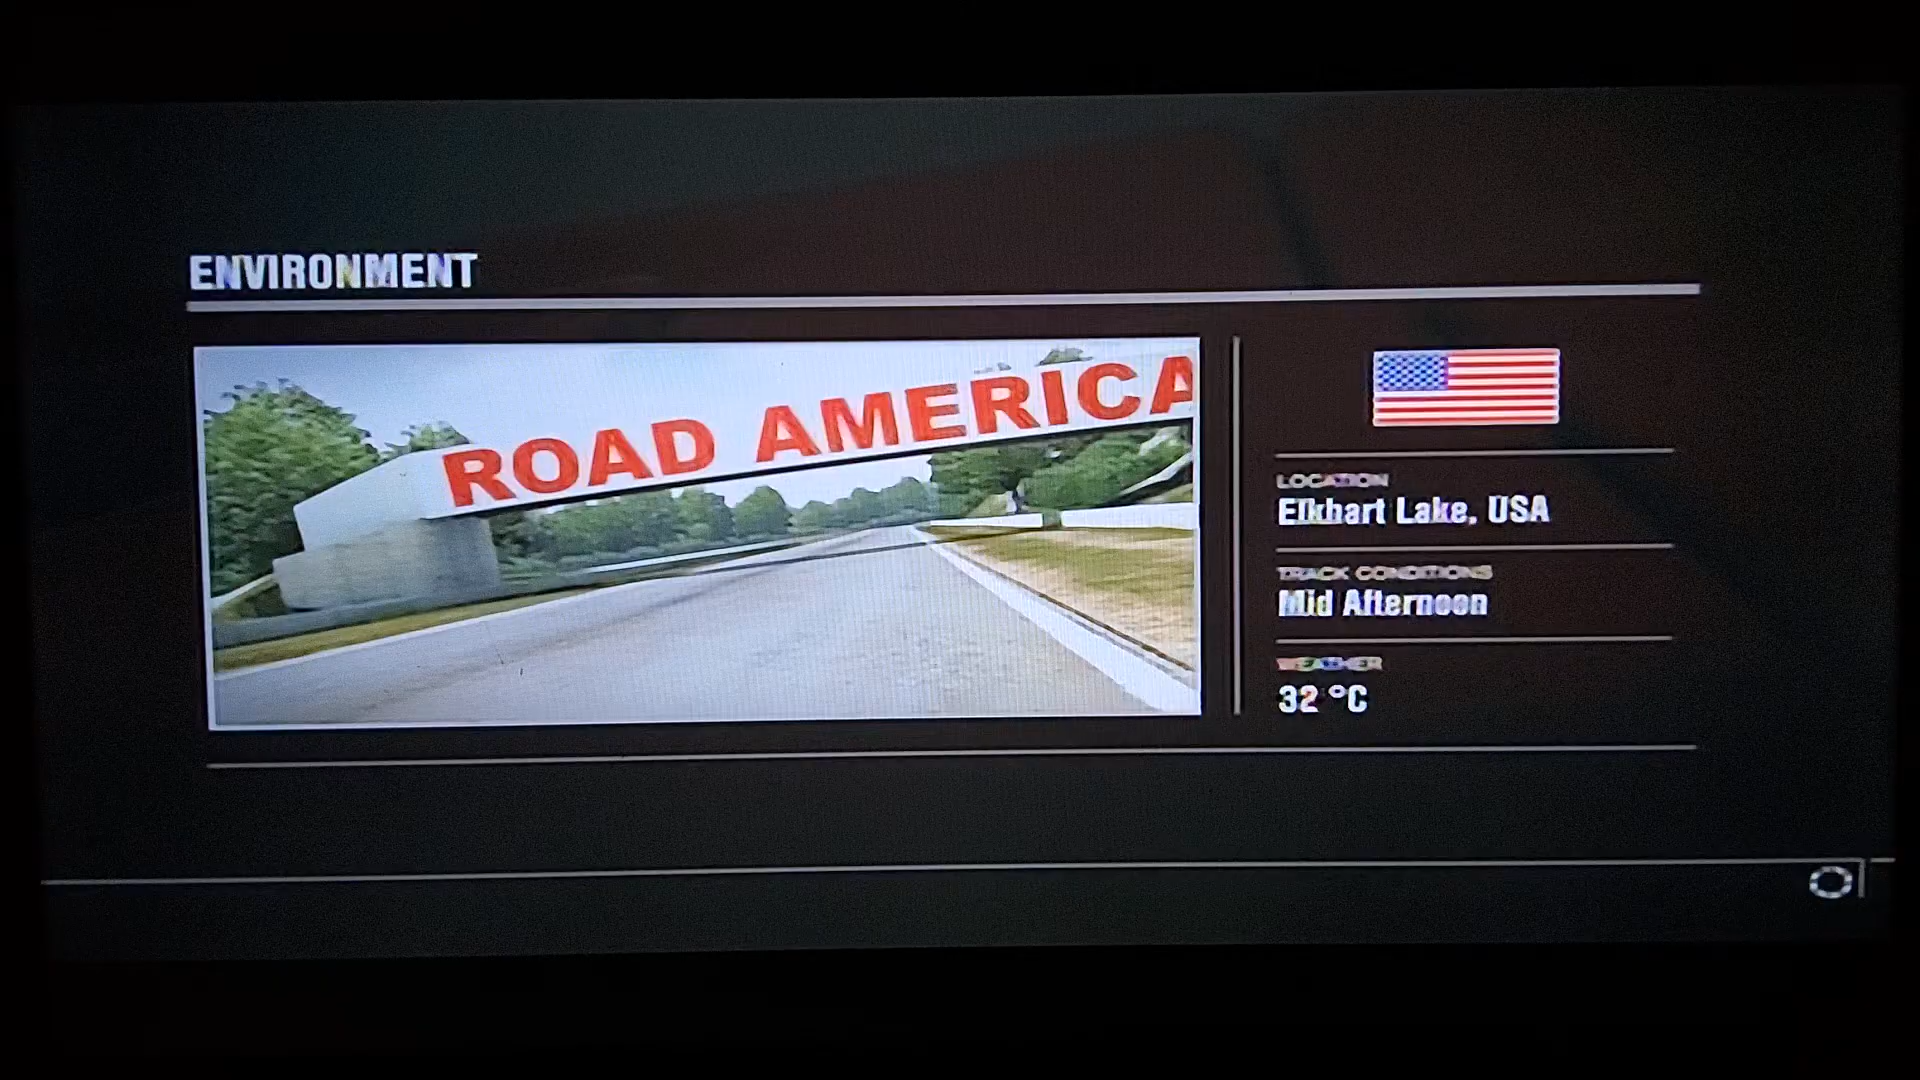 ENVIRONMENT
ROAD AMERICA
LOCATION
Elkhart Lake, USA
TRACK CONDITIONS
Mid Afternoon
WEATHER
32 °C